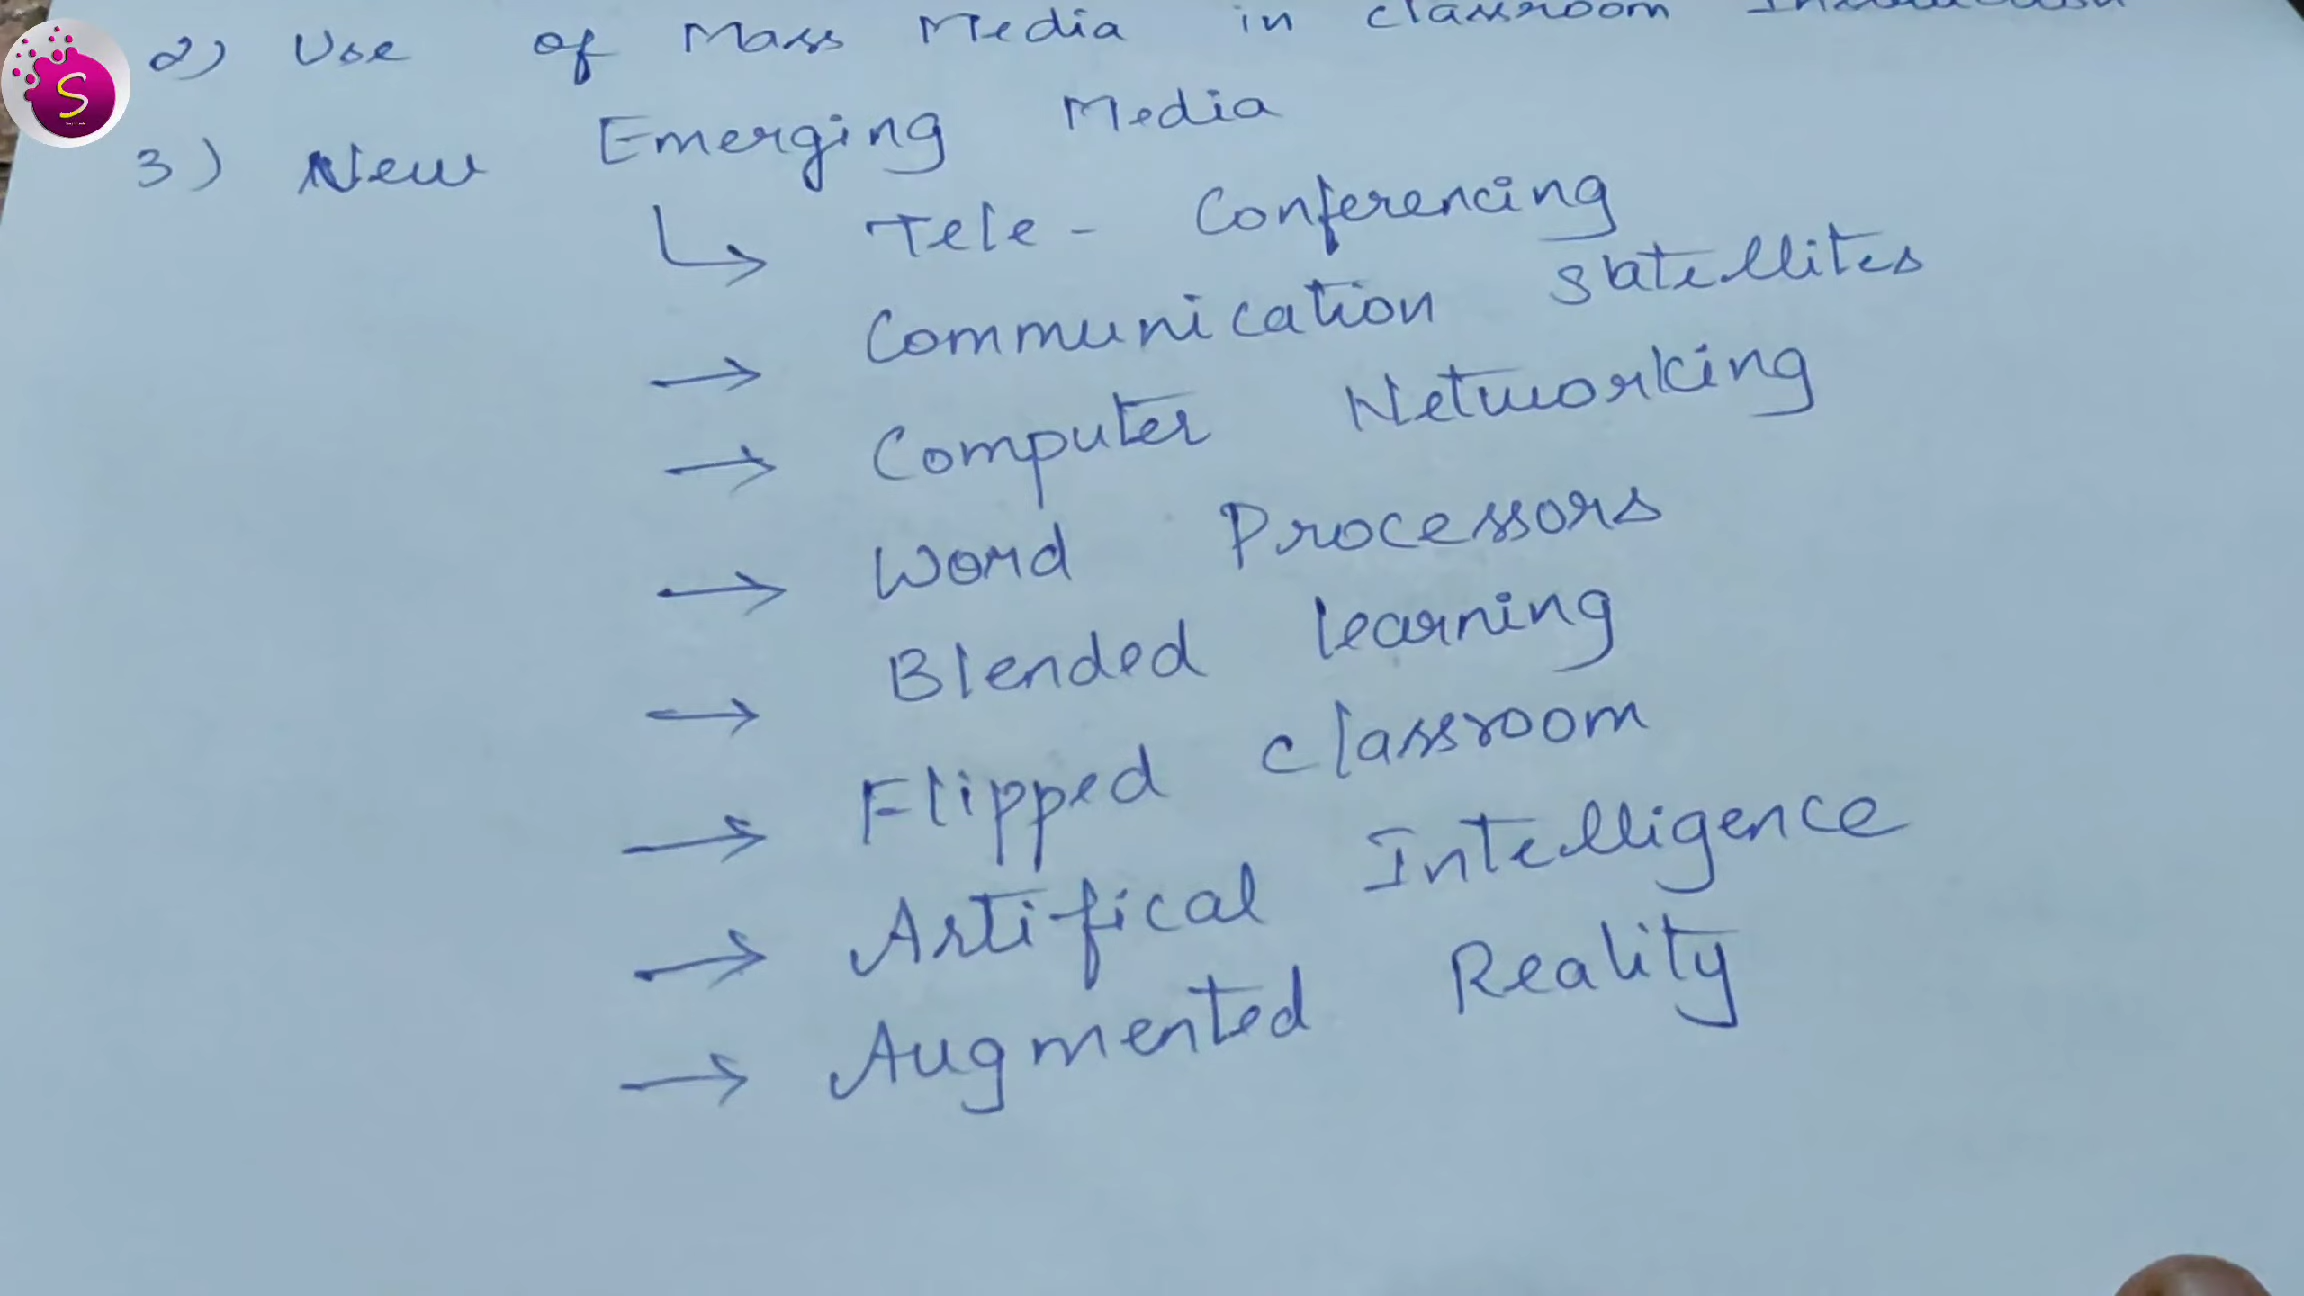 2) Use of Mass Media in classroom
3) New Emerging Media
↳ Tele - Conferencing
→ Communication Satellites
→ Computer Networking
→ Word Processors
→ Blended learning
→ Flipped classroom
→ Artifical Intelligence
→ Augmented Reality
S